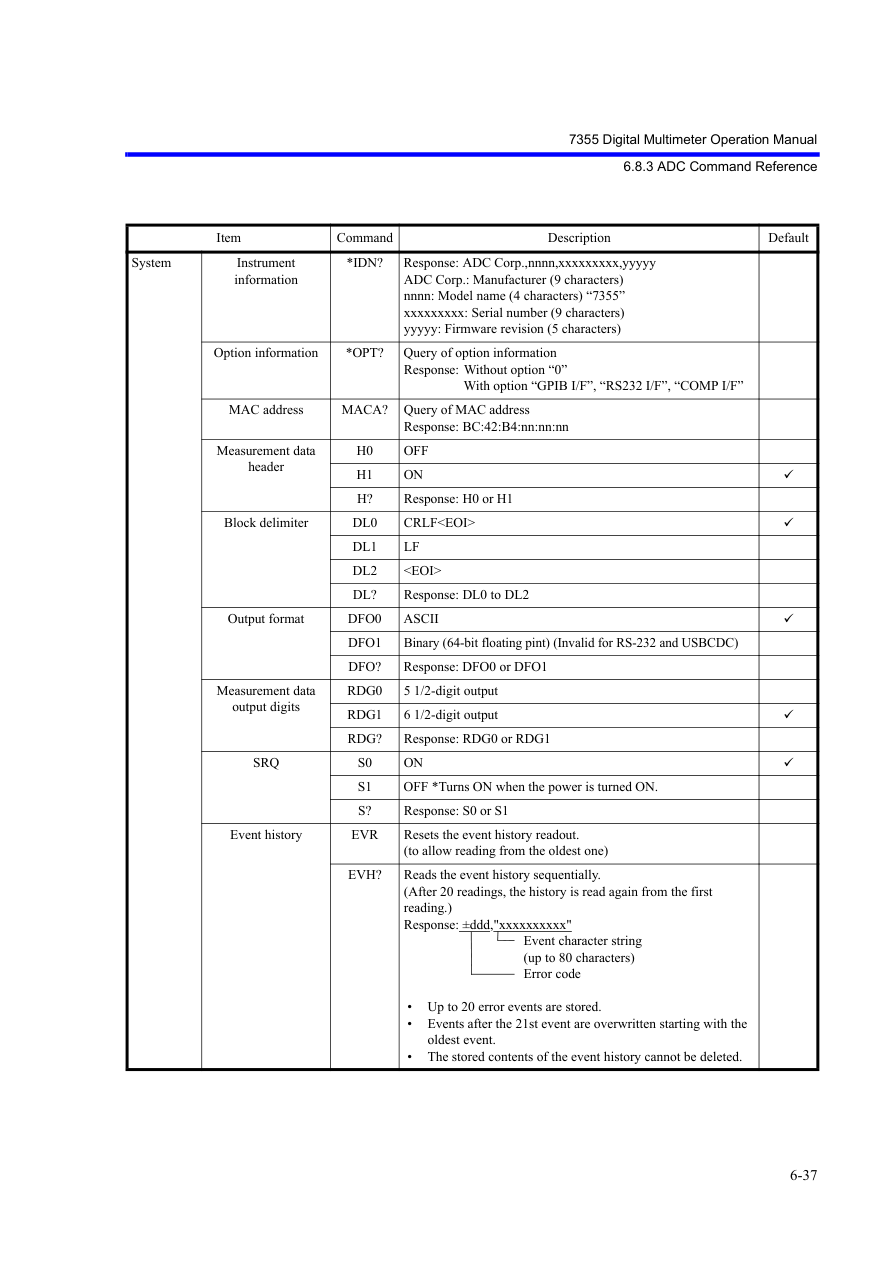 7355 Digital Multimeter Operation Manual
6.8.3 ADC Command Reference
Item Command Description Default
System Instrument information *IDN? Response: ADC Corp.,nnnn,xxxxxxxxx,yyyyy
ADC Corp.: Manufacturer (9 characters)
nnnn: Model name (4 characters) “7355”
xxxxxxxxx: Serial number (9 characters)
yyyyy: Firmware revision (5 characters)
Option information *OPT? Query of option information
Response: Without option “0”
With option “GPIB I/F”, “RS232 I/F”, “COMP I/F”
MAC address MACA? Query of MAC address
Response: BC:42:B4:nn:nn:nn
Measurement data header H0 OFF
H1 ON ✓
H? Response: H0 or H1
Block delimiter DL0 CRLF<EOI> ✓
DL1 LF
DL2 <EOI>
DL? Response: DL0 to DL2
Output format DFO0 ASCII ✓
DFO1 Binary (64-bit floating pint) (Invalid for RS-232 and USBCDC)
DFO? Response: DFO0 or DFO1
Measurement data output digits RDG0 5 1/2-digit output
RDG1 6 1/2-digit output ✓
RDG? Response: RDG0 or RDG1
SRQ S0 ON ✓
S1 OFF *Turns ON when the power is turned ON.
S? Response: S0 or S1
Event history EVR Resets the event history readout.
(to allow reading from the oldest one)
EVH? Reads the event history sequentially.
(After 20 readings, the history is read again from the first
reading.)
Response: ±ddd,"xxxxxxxxxx"
Event character string
(up to 80 characters)
Error code
• Up to 20 error events are stored.
• Events after the 21st event are overwritten starting with the
oldest event.
• The stored contents of the event history cannot be deleted.
6-37